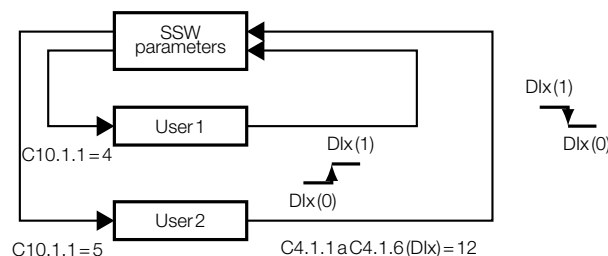 SSW
parameters
User 1
C10.1.1 = 4
DIx (1)
DIx (0)
User 2
C10.1.1 = 5
C4.1.1 a C4.1.6 (DIx) = 12
DIx (1)
DIx (0)